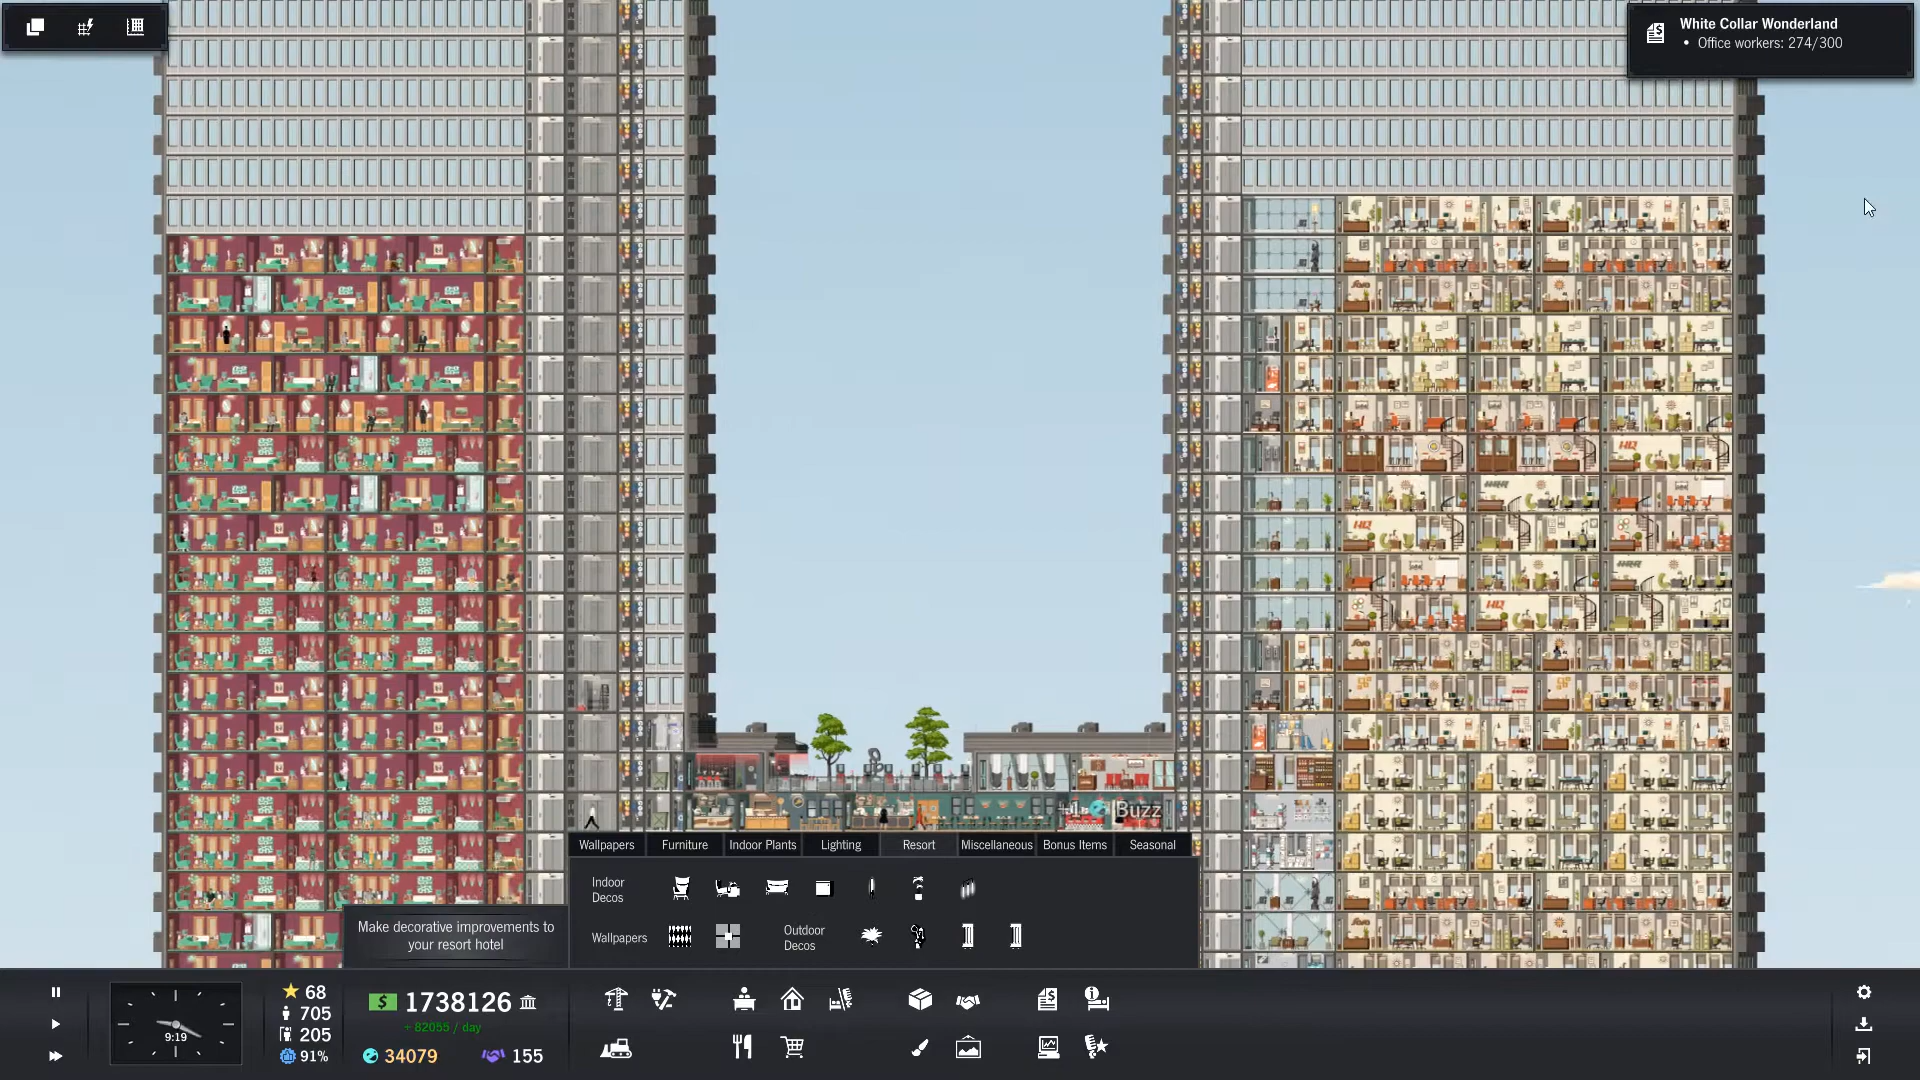 White Collar Wonderland
• Office workers: 274/300
+1 Buzz
Wallpapers Furniture Indoor Plants Lighting Resort Miscellaneous Bonus Items Seasonal
Indoor
Decos
Wallpapers
Outdoor
Decos
Make decorative improvements to
your resort hotel
9:19
68
705
205
91%
$ 1738126
+ 82055 / day
34079
155